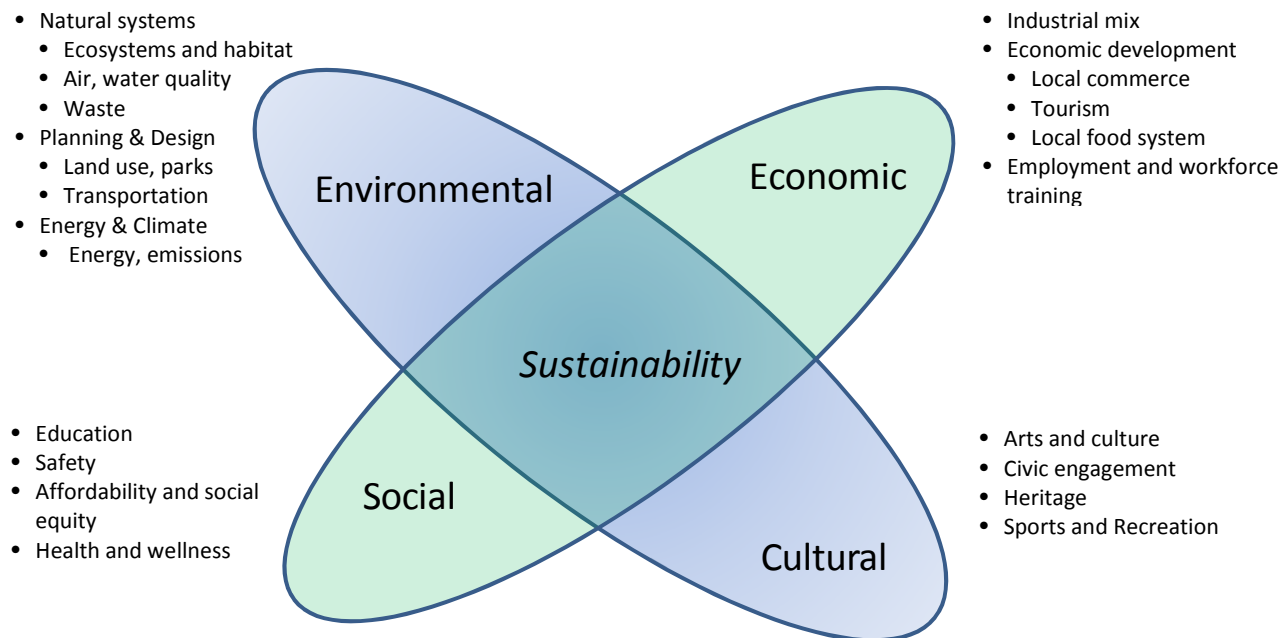 • Natural systems
• Ecosystems and habitat
• Air, water quality
• Waste
• Planning & Design
• Land use, parks
• Transportation
• Energy & Climate
• Energy, emissions
• Industrial mix
• Economic development
• Local commerce
• Tourism
• Local food system
• Employment and workforce
training
Environmental
Economic
Sustainability
Social
Cultural
• Education
• Safety
• Affordability and social
equity
• Health and wellness
• Arts and culture
• Civic engagement
• Heritage
• Sports and Recreation